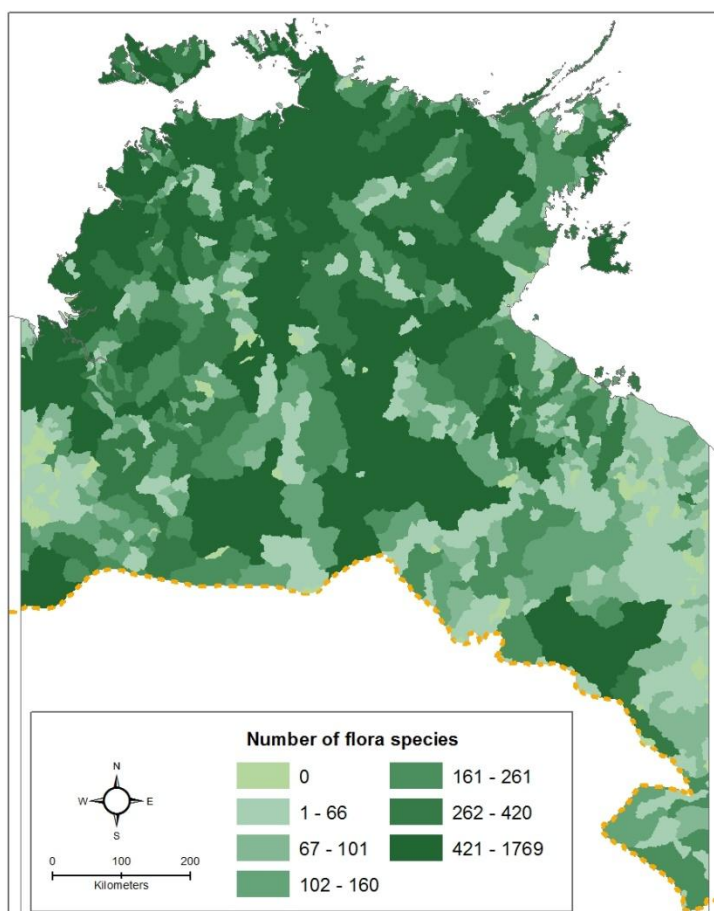 Number of flora species
N
W E
S
0
1 - 66
67 - 101
102 - 160
161 - 261
262 - 420
421 - 1769
0 100 200
Kilometers